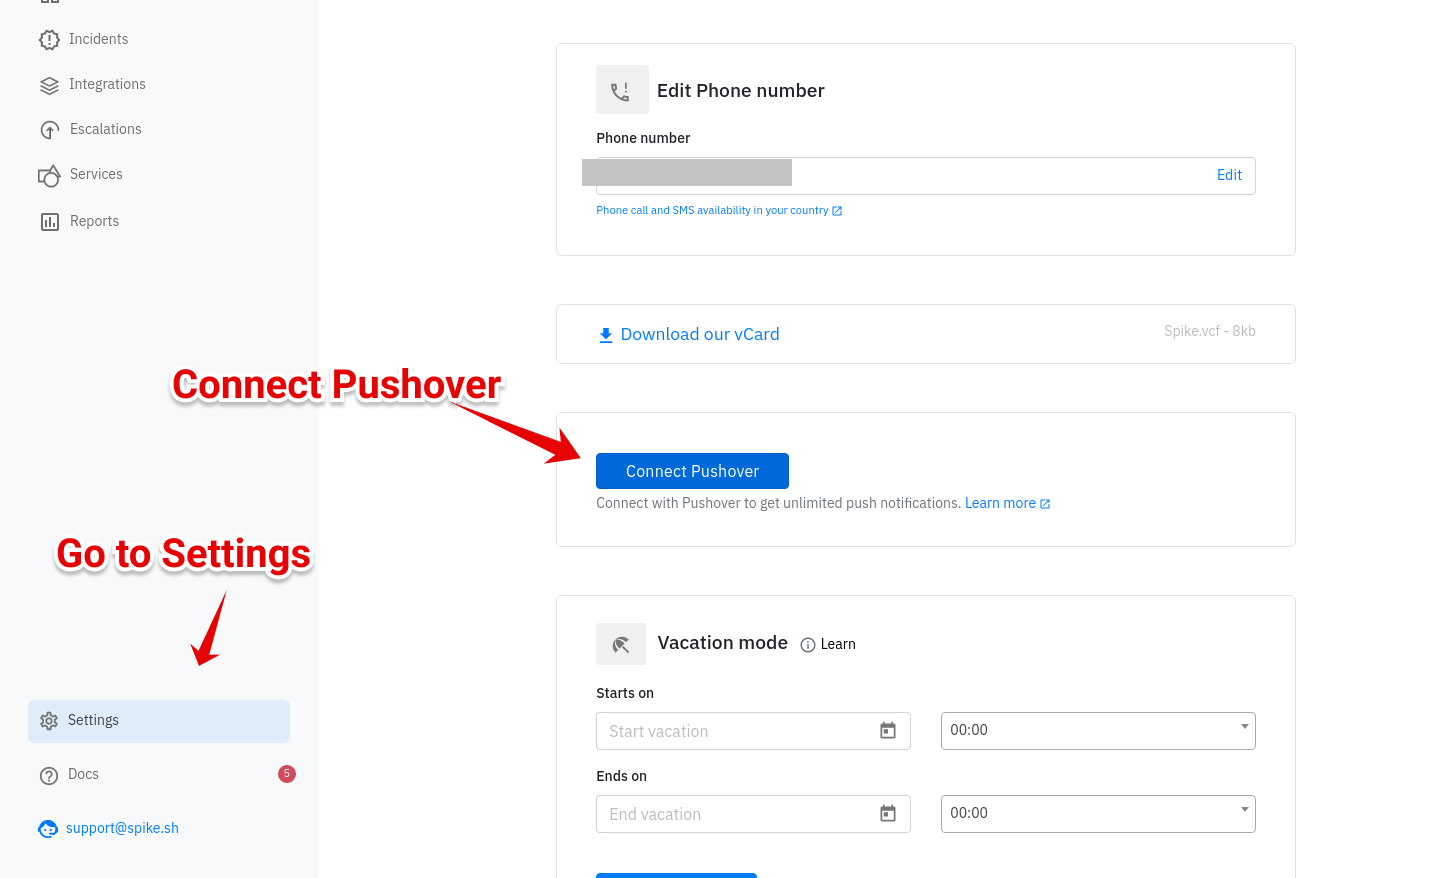 Incidents
Integrations
Escalations
Services
Reports
Edit Phone number
Phone number
Edit
Phone call and SMS availability in your country
Download our vCard
Spike.vcf - 8kb
Connect Pushover
Connect Pushover
Connect with Pushover to get unlimited push notifications. Learn more
Go to Settings
Vacation mode Learn
Starts on
Start vacation
00:00
Ends on
End vacation
00:00
Settings
Docs
5
support@spike.sh